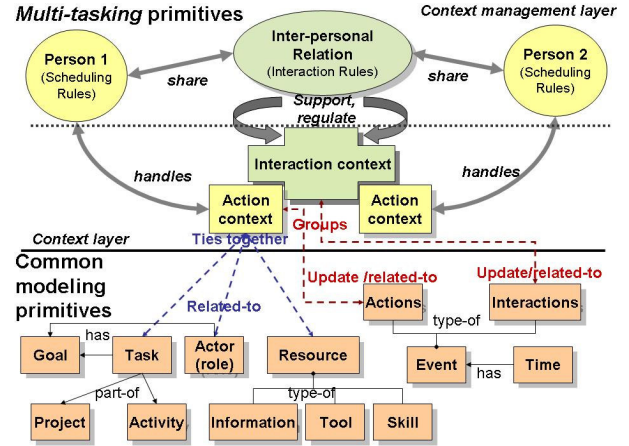 Multi-tasking primitives
Context management layer
Inter-personal
Relation
(Interaction Rules)
Person 1
(Scheduling
Rules)
Person 2
(Scheduling
Rules)
share
share
Support,
regulate
Interaction context
handles
handles
Action
context
Action
context
Groups
Context layer
Ties together
Common
modeling
primitives
Update /related-to
Update/related-to
Related-to
Actions
Interactions
type-of
has
Goal
Task
Actor
(role)
Resource
Event
has
Time
part-of
type-of
Project
Activity
Information
Tool
Skill